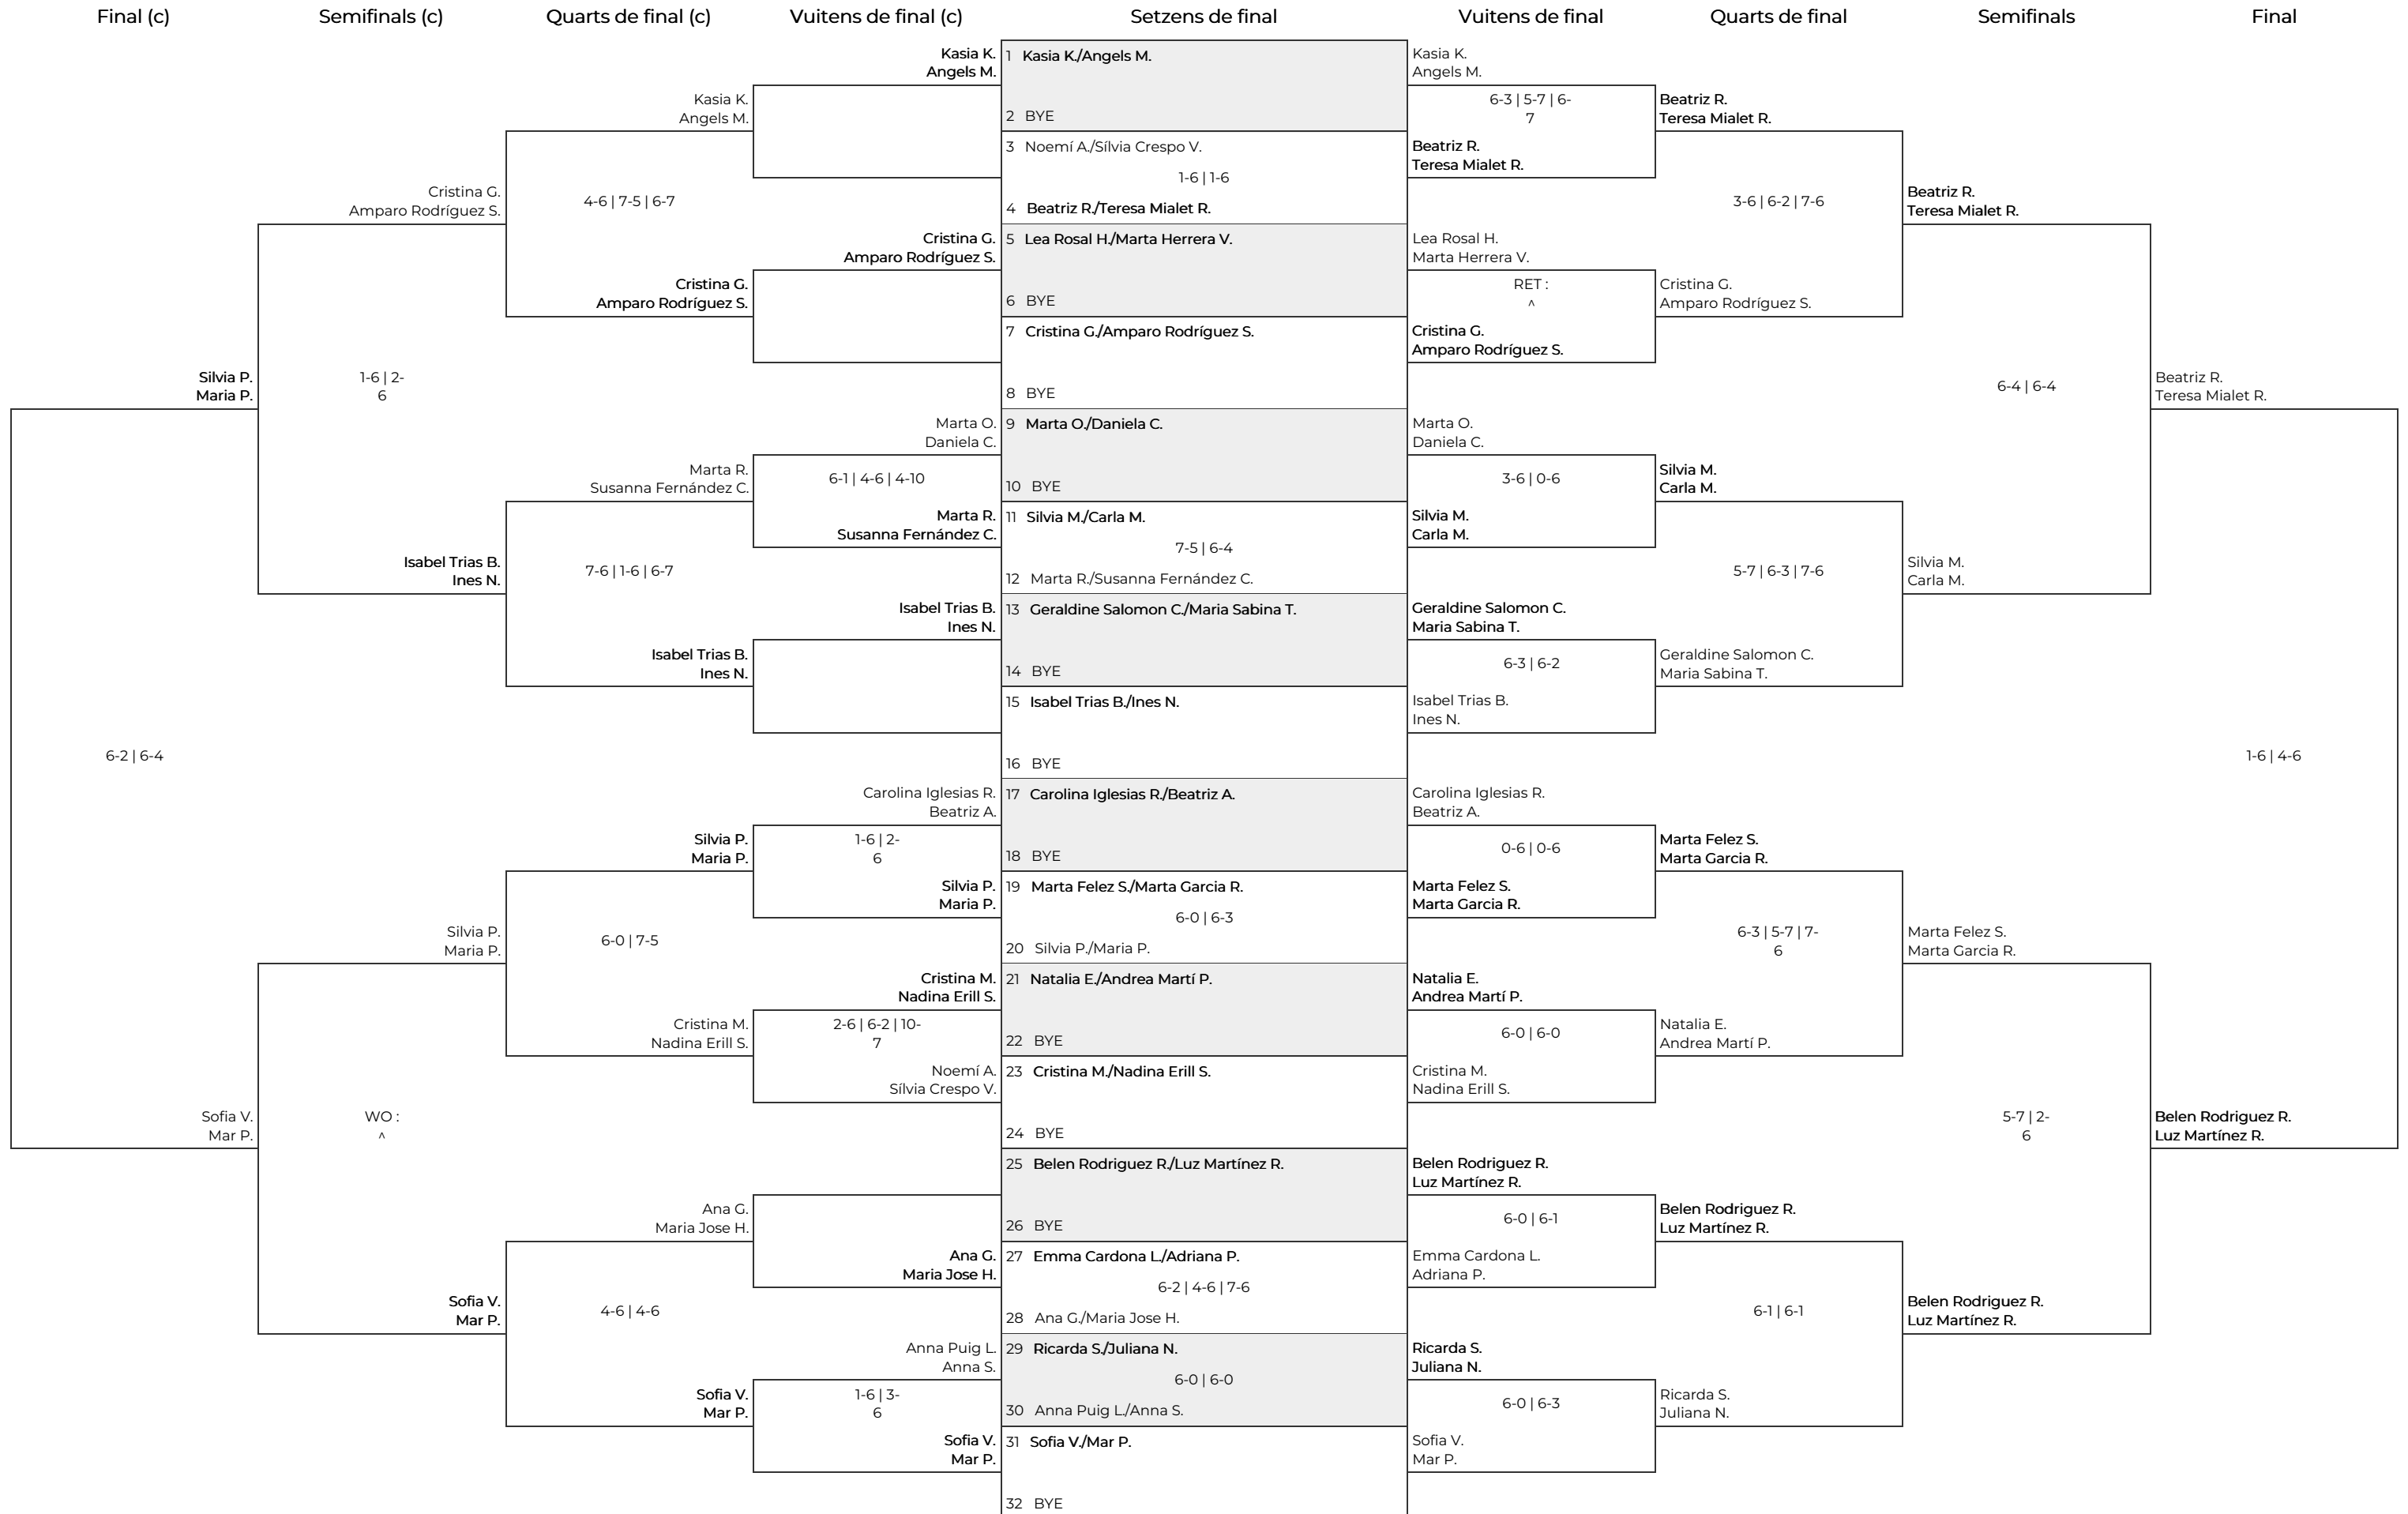 Final (c)
Semifinals (c)
Quarts de final (c)
Vuitens de final (c)
Setzens de final
Vuitens de final
Quarts de final
Semifinals
Final
Silvia P.
Maria P.
6-2 | 6-4
Sofia V.
Mar P.
Cristina G.
Amparo Rodríguez S.
1-6 | 2-
6
Isabel Trias B.
Ines N.
Silvia P.
Maria P.
WO :
^
Sofia V.
Mar P.
Kasia K.
Angels M.
4-6 | 7-5 | 6-7
Cristina G.
Amparo Rodríguez S.
Marta R.
Susanna Fernández C.
7-6 | 1-6 | 6-7
Isabel Trias B.
Ines N.
Silvia P.
Maria P.
6-0 | 7-5
Cristina M.
Nadina Erill S.
Ana G.
Maria Jose H.
4-6 | 4-6
Sofia V.
Mar P.
Kasia K.
Angels M.
Cristina G.
Amparo Rodríguez S.
Marta O.
Daniela C.
6-1 | 4-6 | 4-10
Marta R.
Susanna Fernández C.
Isabel Trias B.
Ines N.
Carolina Iglesias R.
Beatriz A.
1-6 | 2-
6
Silvia P.
Maria P.
Cristina M.
Nadina Erill S.
2-6 | 6-2 | 10-
7
Noemí A.
Sílvia Crespo V.
Ana G.
Maria Jose H.
Anna Puig L.
Anna S.
1-6 | 3-
6
Sofia V.
Mar P.
1 Kasia K./Angels M.
2 BYE
3 Noemí A./Sílvia Crespo V.
1-6 | 1-6
4 Beatriz R./Teresa Mialet R.
5 Lea Rosal H./Marta Herrera V.
6 BYE
7 Cristina G./Amparo Rodríguez S.
8 BYE
9 Marta O./Daniela C.
10 BYE
11 Silvia M./Carla M.
7-5 | 6-4
12 Marta R./Susanna Fernández C.
13 Geraldine Salomon C./Maria Sabina T.
14 BYE
15 Isabel Trias B./Ines N.
16 BYE
17 Carolina Iglesias R./Beatriz A.
18 BYE
19 Marta Felez S./Marta Garcia R.
6-0 | 6-3
20 Silvia P./Maria P.
21 Natalia E./Andrea Martí P.
22 BYE
23 Cristina M./Nadina Erill S.
24 BYE
25 Belen Rodriguez R./Luz Martínez R.
26 BYE
27 Emma Cardona L./Adriana P.
6-2 | 4-6 | 7-6
28 Ana G./Maria Jose H.
29 Ricarda S./Juliana N.
6-0 | 6-0
30 Anna Puig L./Anna S.
31 Sofia V./Mar P.
32 BYE
Kasia K.
Angels M.
6-3 | 5-7 | 6-
7
Beatriz R.
Teresa Mialet R.
Lea Rosal H.
Marta Herrera V.
RET :
^
Cristina G.
Amparo Rodríguez S.
Marta O.
Daniela C.
3-6 | 0-6
Silvia M.
Carla M.
Geraldine Salomon C.
Maria Sabina T.
6-3 | 6-2
Isabel Trias B.
Ines N.
Carolina Iglesias R.
Beatriz A.
0-6 | 0-6
Marta Felez S.
Marta Garcia R.
Natalia E.
Andrea Martí P.
6-0 | 6-0
Cristina M.
Nadina Erill S.
Belen Rodriguez R.
Luz Martínez R.
6-0 | 6-1
Emma Cardona L.
Adriana P.
Ricarda S.
Juliana N.
6-0 | 6-3
Sofia V.
Mar P.
Beatriz R.
Teresa Mialet R.
3-6 | 6-2 | 7-6
Cristina G.
Amparo Rodríguez S.
Silvia M.
Carla M.
5-7 | 6-3 | 7-6
Geraldine Salomon C.
Maria Sabina T.
Marta Felez S.
Marta Garcia R.
6-3 | 5-7 | 7-
6
Natalia E.
Andrea Martí P.
Belen Rodriguez R.
Luz Martínez R.
6-1 | 6-1
Ricarda S.
Juliana N.
Beatriz R.
Teresa Mialet R.
6-4 | 6-4
Silvia M.
Carla M.
Marta Felez S.
Marta Garcia R.
5-7 | 2-
6
Belen Rodriguez R.
Luz Martínez R.
Beatriz R.
Teresa Mialet R.
1-6 | 4-6
Belen Rodriguez R.
Luz Martínez R.